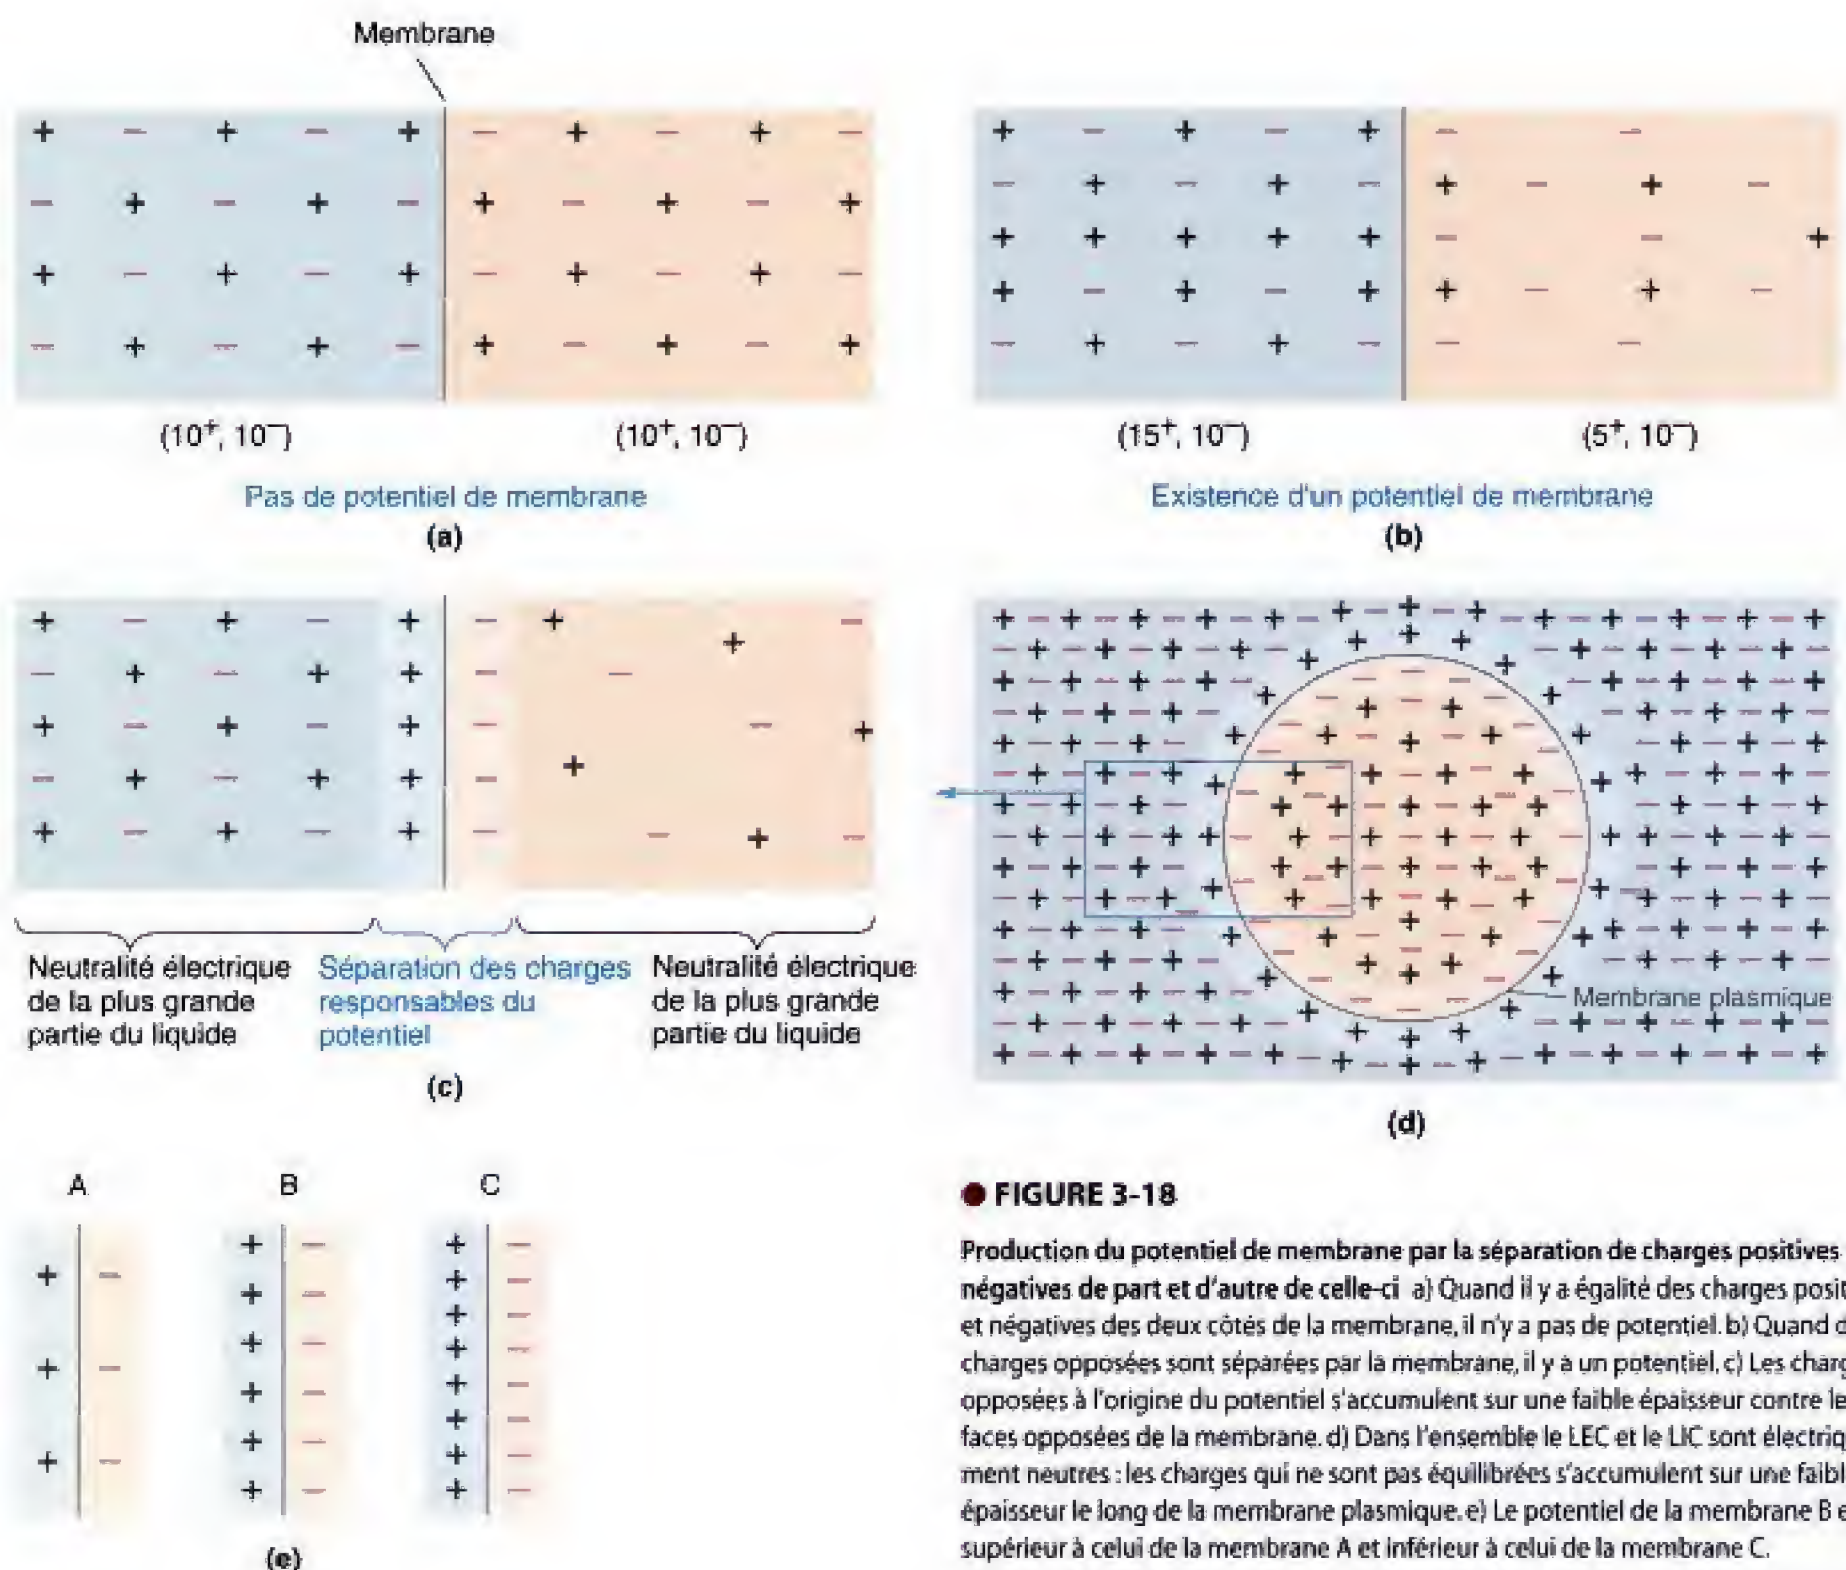 Membrane
(10⁺, 10⁻)
(10⁺, 10⁻)
Pas de potentiel de membrane
(a)
(15⁺, 10⁻)
(5⁺, 10⁻)
Existence d'un potentiel de membrane
(b)
Neutralité électrique
de la plus grande
partie du liquide
Séparation des charges
responsables du
potentiel
Neutralité électrique
de la plus grande
partie du liquide
(c)
Membrane plasmique
(d)
A
B
C
(e)
● FIGURE 3-18
Production du potentiel de membrane par la séparation de charges positives
négatives de part et d'autre de celle-ci a) Quand il y a égalité des charges posit
et négatives des deux côtés de la membrane, il n'y a pas de potentiel. b) Quand d
charges opposées sont séparées par la membrane, il y a un potentiel. c) Les charg
opposées à l'origine du potentiel s'accumulent sur une faible épaisseur contre le
faces opposées de la membrane. d) Dans l'ensemble le LEC et le LIC sont électriq
ment neutres : les charges qui ne sont pas équilibrées s'accumulent sur une faibl
épaisseur le long de la membrane plasmique. e) Le potentiel de la membrane B e
supérieur à celui de la membrane A et inférieur à celui de la membrane C.